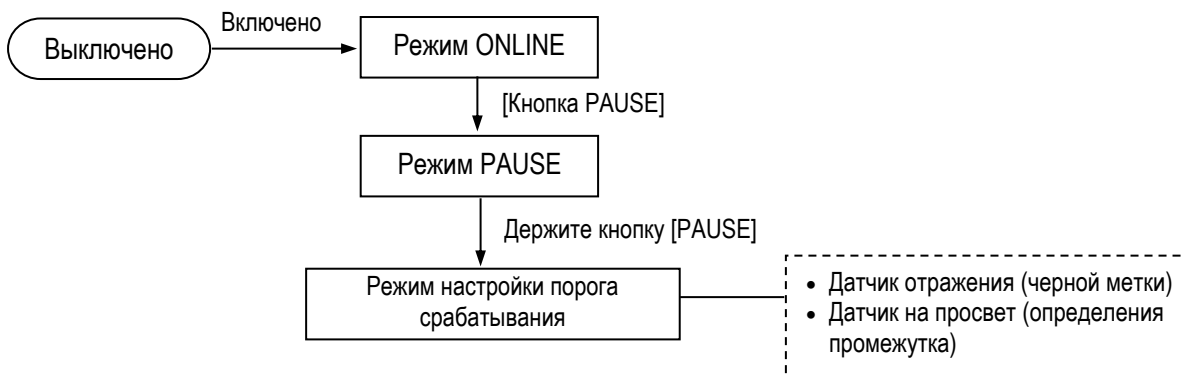 Включено
Выключено
Режим ONLINE
[Кнопка PAUSE]
Режим PAUSE
Держите кнопку [PAUSE]
Режим настройки порога
срабатывания
• Датчик отражения (черной метки)
• Датчик на просвет (определения
промежутка)